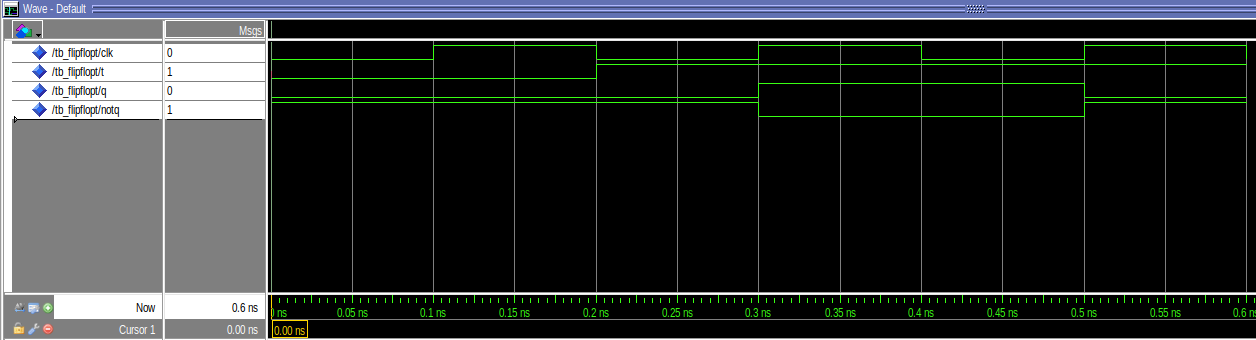 Wave - Default
Msgs
/tb_flipflopt/clk 0
/tb_flipflopt/t 1
/tb_flipflopt/q 0
/tb_flipflopt/notq 1
Now 0.6 ns
ns 0.05 ns 0.1 ns 0.15 ns 0.2 ns 0.25 ns 0.3 ns 0.35 ns 0.4 ns 0.45 ns 0.5 ns 0.55 ns 0.6 n
Cursor 1 0.00 ns
0.00 ns